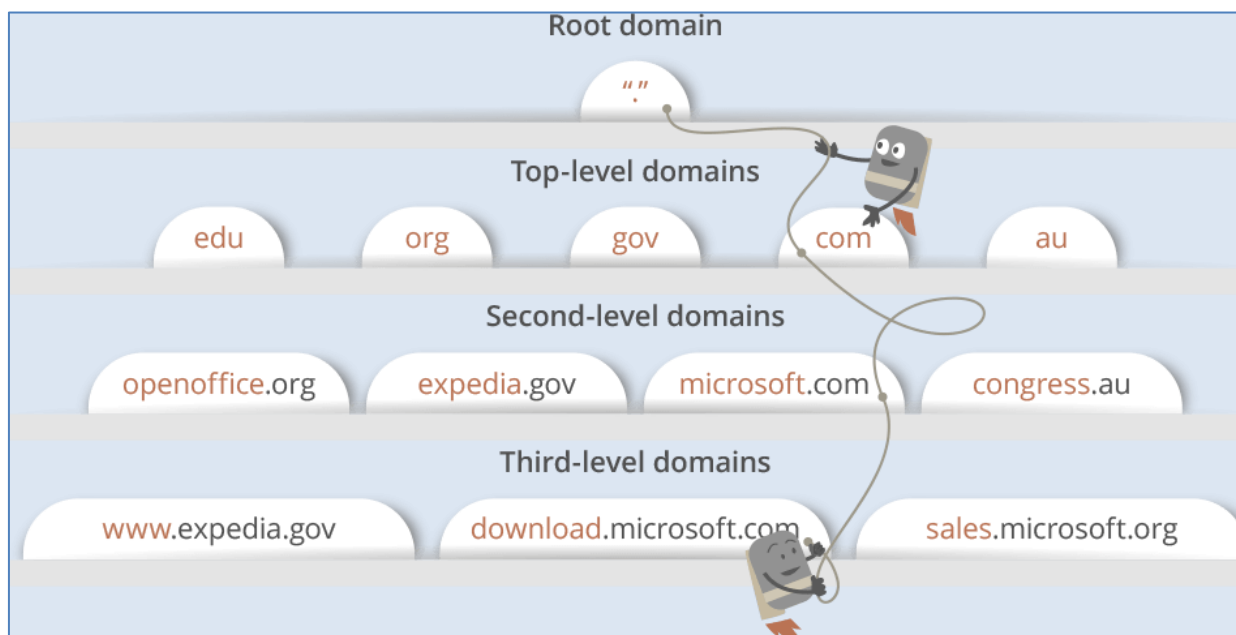 Root domain
“.”
Top-level domains
edu org gov com au
Second-level domains
openoffice.org expedia.gov microsoft.com congress.au
Third-level domains
www.expedia.gov download.microsoft.com sales.microsoft.org